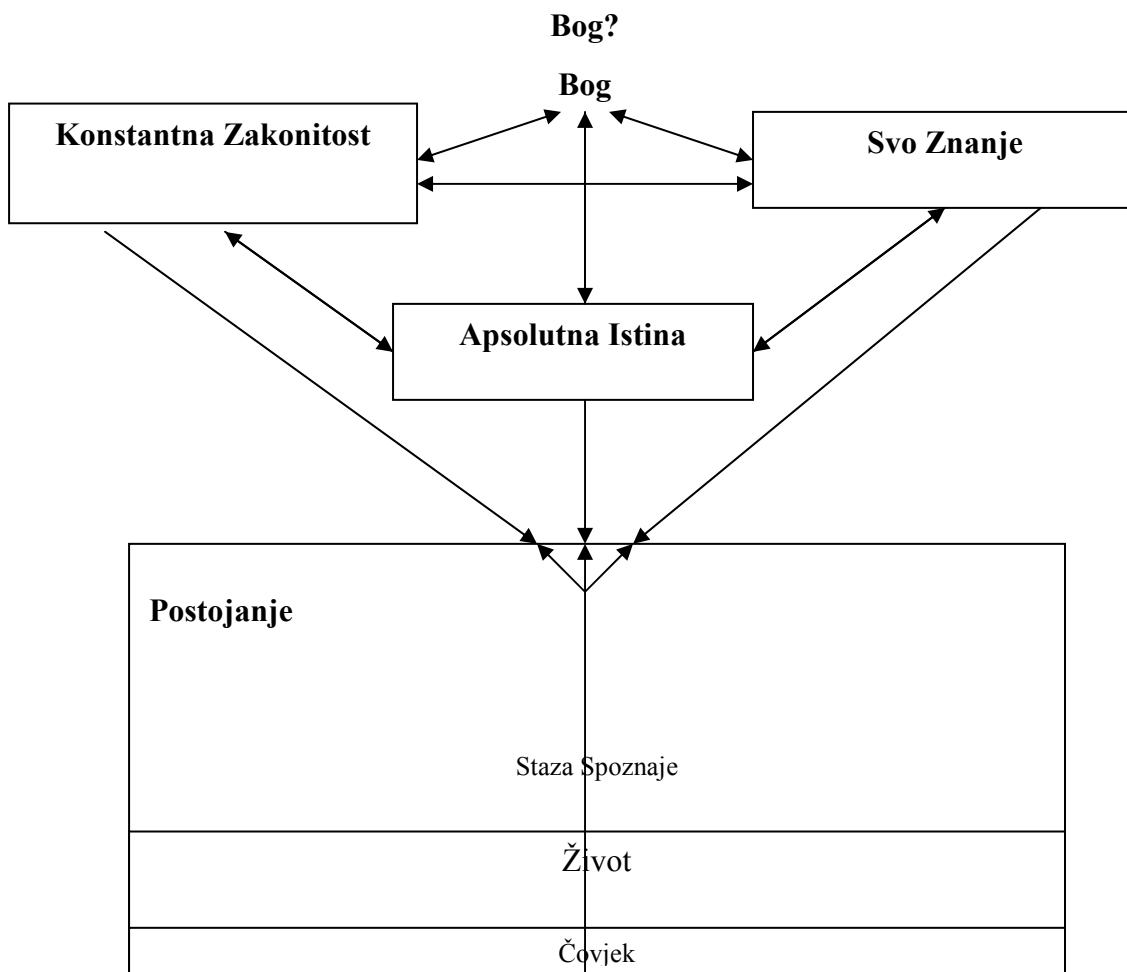 Bog?
Bog
Konstantna Zakonitost
Svo Znanje
Apsolutna Istina
Postojanje
Staza Spoznaje
Život
Čovjek